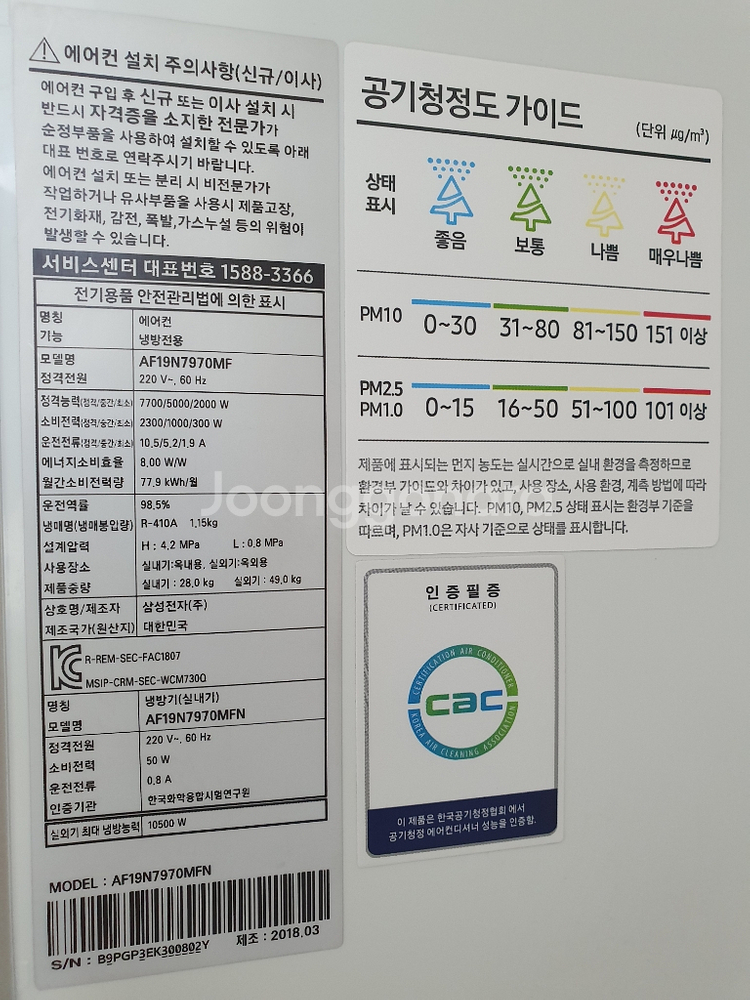 에어컨 설치 주의사항(신규/이사)
에어컨 구입 후 신규 또는 이사 설치 시
반드시 자격증을 소지한 전문가가
순정부품을 사용하여 설치할 수 있도록 아래
대표 번호로 연락주시기 바랍니다.
에어컨 설치 또는 분리 시 비전문가가
작업하거나 유사부품을 사용시 제품고장,
전기화재, 감전, 폭발,가스누설 등의 위험이
발생할 수 있습니다.
서비스센터 대표번호 1588-3366
전기용품 안전관리법에 의한 표시
명칭 에어컨
기능 냉방전용
모델명 AF19N7970MF
정격전원 220 V~, 60 Hz
정격능력(정격/중간/최소) 7700/5000/2000 W
소비전력(정격/중간/최소) 2300/1000/300 W
운전전류(정격/중간/최소) 10,5/5,2/1,9 A
에너지소비효율 8,00 W/W
월간소비전력량 77,9 kWh/월
운전역률 98,5%
냉매명(냉매봉입량) R-410A 1,15kg
설계압력 H : 4,2 MPa L : 0,8 MPa
사용장소 실내기:옥내용, 실외기:옥외용
제품중량 실내기 : 28,0 kg 실외기 : 49,0 kg
상호명/제조자 삼성전자(주)
제조국가(원산지) 대한민국
R-REM-SEC-FAC1807
MSIP-CRM-SEC-WCM730Q
명칭 냉방기(실내기)
모델명 AF19N7970MFN
정격전원 220 V~, 60 Hz
소비전력 50 W
운전전류 0,8 A
인증기관 한국화학융합시험연구원
실외기 최대 냉방능력 10500 W
MODEL : AF19N7970MFN
S/N : B9PGP3EK300802Y 제조 : 2018.03
공기청정도 가이드
(단위 ㎍/m³)
상태
표시
좋음 보통 나쁨 매우나쁨
PM10 0~30 31~80 81~150 151 이상
PM2.5
PM1.0 0~15 16~50 51~100 101 이상
제품에 표시되는 먼지 농도는 실시간으로 실내 환경을 측정하므로
환경부 가이드와 차이가 있고, 사용 장소, 사용 환경, 계측 방법에 따라
차이가 날 수 있습니다. PM10, PM2.5 상태 표시는 환경부 기준을
따르며, PM1.0은 자사 기준으로 상태를 표시합니다.
인증필증
(CERTIFICATED)
CERTIFICATION AIR CONDITIONER
cac
KOREA AIR CLEANING ASSOCIATION
이 제품은 한국공기청정협회 에서
공기청정 에어컨디셔너 성능을 인증함.